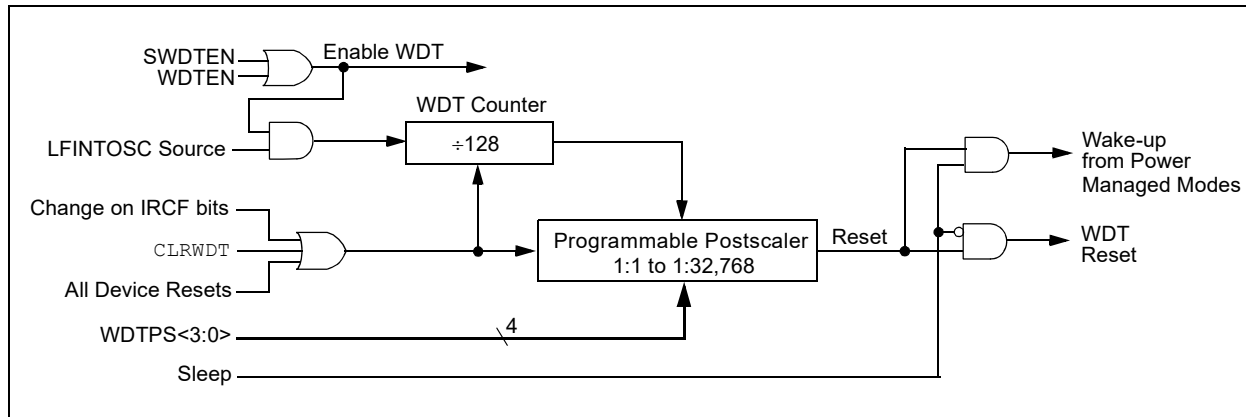 SWDTEN
WDTEN
Enable WDT
WDT Counter
LFINTOSC Source
÷128
Wake-up
from Power
Managed Modes
Change on IRCF bits
CLRWDT
Programmable Postscaler
1:1 to 1:32,768
Reset
WDT
Reset
All Device Resets
WDTPS<3:0>
4
Sleep